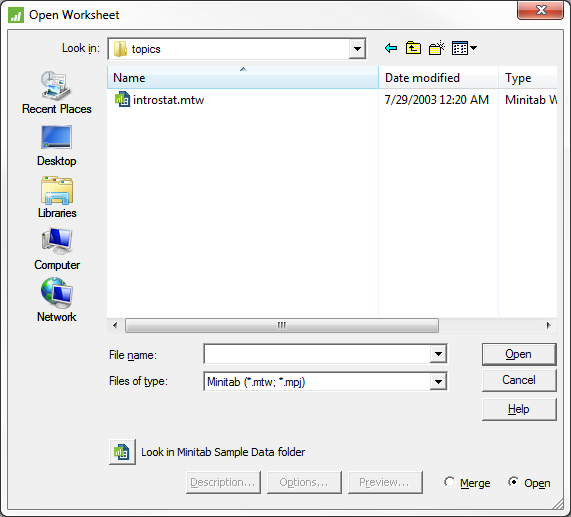 Open Worksheet
Look in: topics
Name Date modified Type
introstat.mtw 7/29/2003 12:20 AM Minitab W
Recent Places
Desktop
Libraries
Computer
Network
File name: Open
Files of type: Minitab (*.mtw; *.mpj) Cancel
Help
Look in Minitab Sample Data folder
Description... Options... Preview... Merge Open